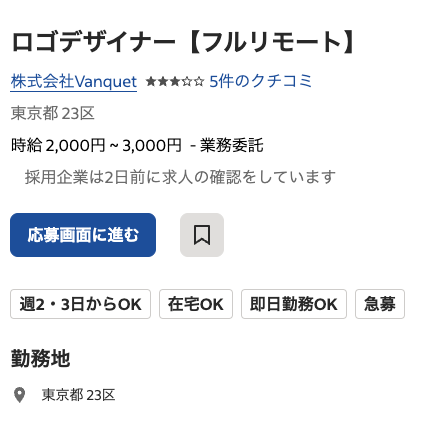 ロゴデザイナー【フルリモート】
株式会社Vanquet ★★★☆☆ 5件のクチコミ
東京都 23区
時給 2,000円 ~ 3,000円 - 業務委託
採用企業は2日前に求人の確認をしています
応募画面に進む
週2・3日からOK 在宅OK 即日勤務OK 急募
勤務地
東京都 23区